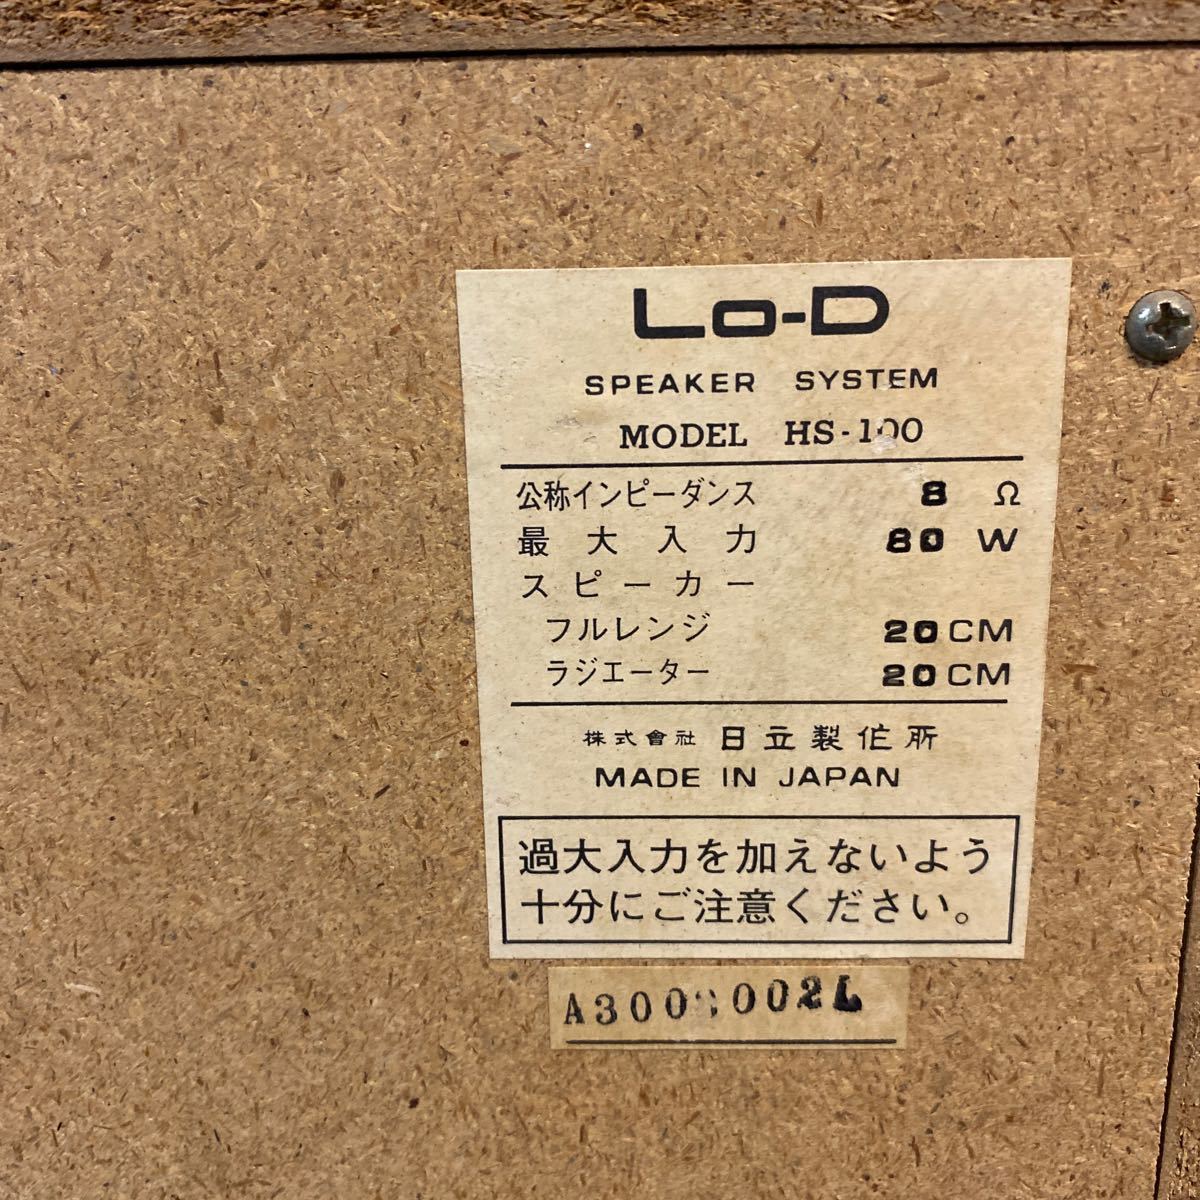 Lo-D
SPEAKER SYSTEM
MODEL HS-100
公称インピーダンス 8 Ω
最大入力 80 W
スピーカー
フルレンジ 20CM
ラジエーター 20CM
株式會社 日立製作所
MADE IN JAPAN
過大入力を加えないよう
十分にご注意ください。